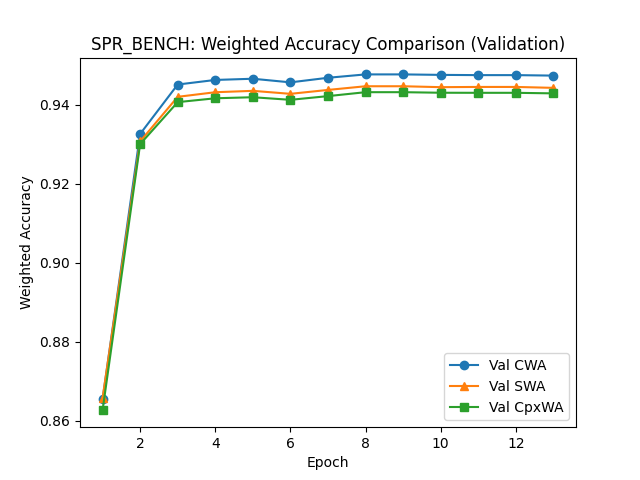 SPR_BENCH: Weighted Accuracy Comparison (Validation)
Weighted Accuracy
0.94
0.92
0.90
0.88
0.86
2 4 6 8 10 12
Epoch
Val CWA
Val SWA
Val CpxWA